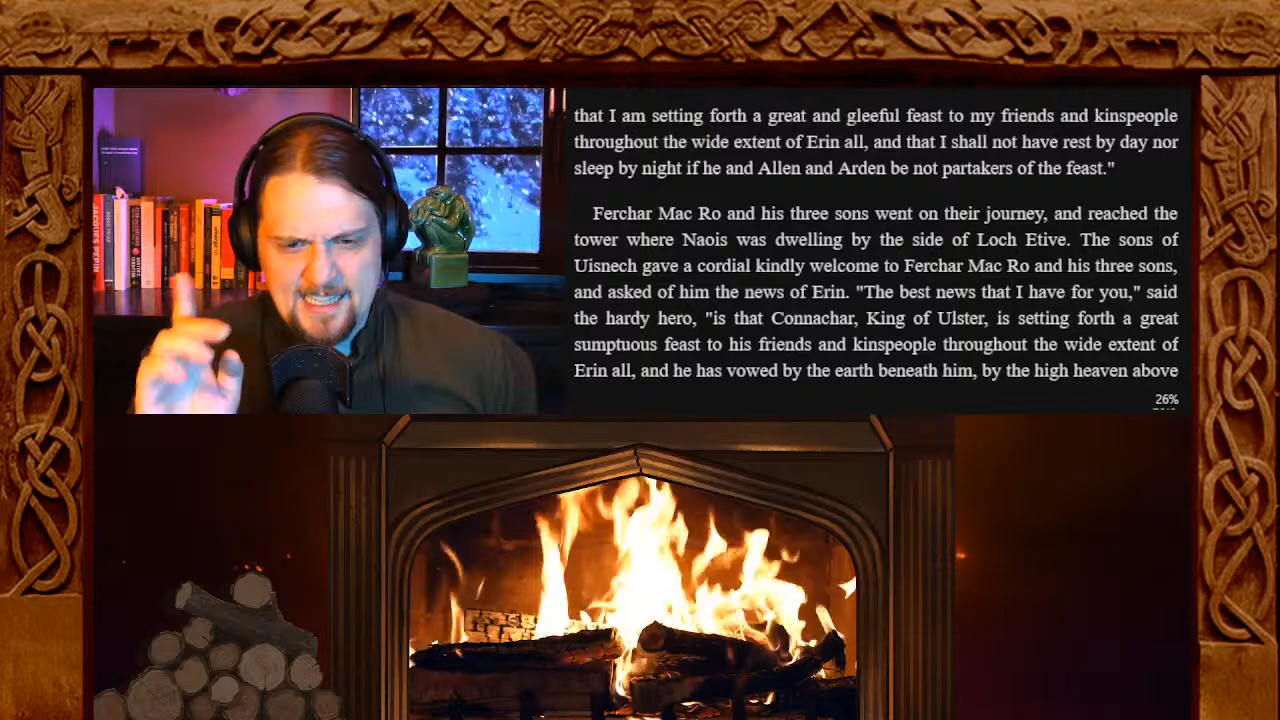 that I am setting forth a great and gleeful feast to my friends and kinspeople
throughout the wide extent of Erin all, and that I shall not have rest by day nor
sleep by night if he and Allen and Arden be not partakers of the feast."
Ferchar Mac Ro and his three sons went on their journey, and reached the
tower where Naois was dwelling by the side of Loch Etive. The sons of
Uisnech gave a cordial kindly welcome to Ferchar Mac Ro and his three sons,
and asked of him the news of Erin. "The best news that I have for you," said
the hardy hero, "is that Connachar, King of Ulster, is setting forth a great
sumptuous feast to his friends and kinspeople throughout the wide extent of
Erin all, and he has vowed by the earth beneath him, by the high heaven above
26%
JACQUES PEPIN